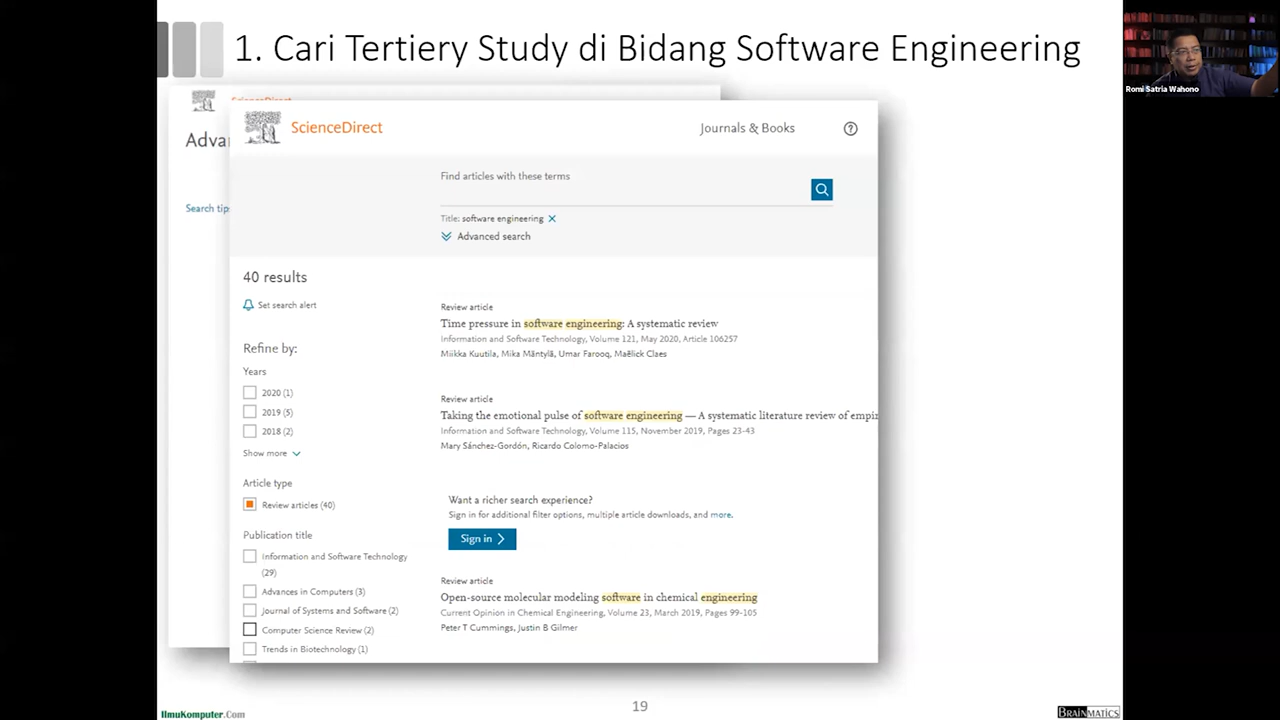 1. Cari Tertiery Study di Bidang Software Engineering
Romi Satria Wahono
Adva
Search tip
ScienceDirect
Journals & Books
Find articles with these terms
Title: software engineering
Advanced search
40 results
Set search alert
Refine by:
Years
2020 (1)
2019 (5)
2018 (2)
Show more
Article type
Review articles (40)
Publication title
Information and Software Technology
(29)
Advances in Computers (3)
Journal of Systems and Software (2)
Computer Science Review (2)
Trends in Biotechnology (1)
Review article
Time pressure in software engineering: A systematic review
Information and Software Technology, Volume 121, May 2020, Article 106257
Miikka Kuutila, Mika Mäntylä, Umar Farooq, Maëlick Claes
Review article
Taking the emotional pulse of software engineering — A systematic literature review of empir
Information and Software Technology, Volume 115, November 2019, Pages 23-43
Mary Sánchez-Gordón, Ricardo Colomo-Palacios
Want a richer search experience?
Sign in for additional filter options, multiple article downloads, and more.
Sign in
Review article
Open-source molecular modeling software in chemical engineering
Current Opinion in Chemical Engineering, Volume 23, March 2019, Pages 99-105
Peter T Cummings, Justin B Gilmer
IlmuKomputer.Com
19
BRAINMATICS